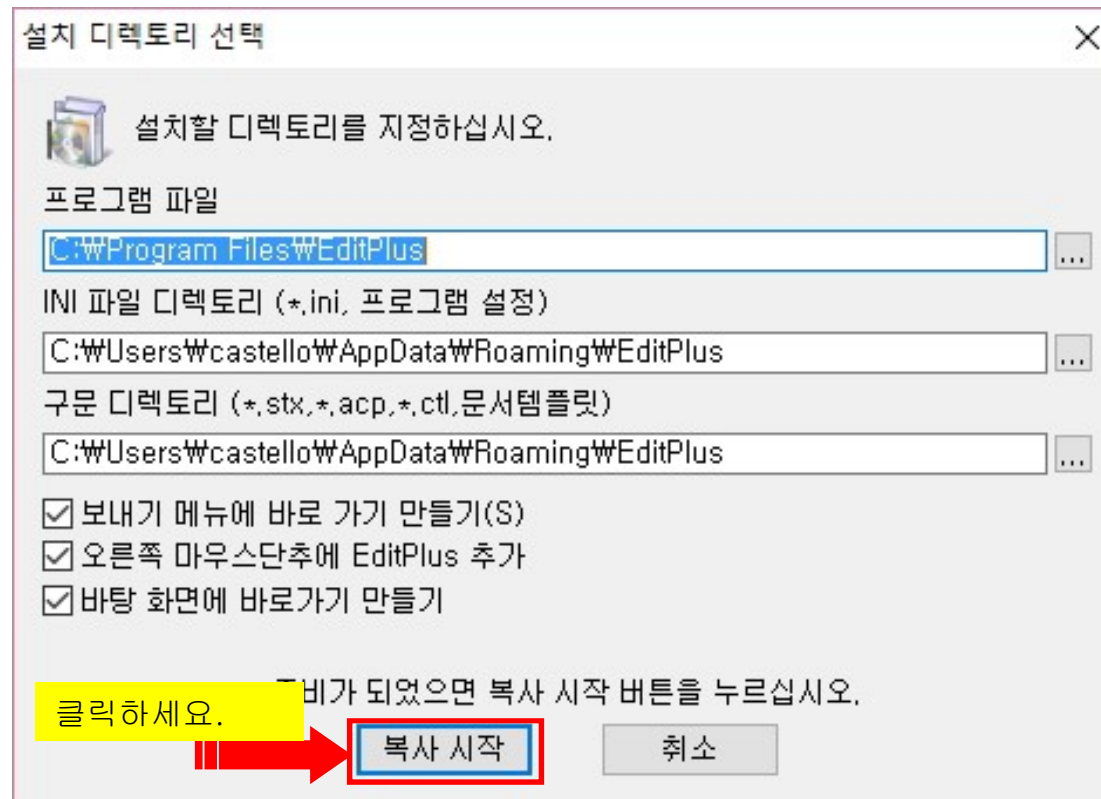 설치 디렉토리 선택
설치할 디렉토리를 지정하십시오.
프로그램 파일
C:₩Program Files₩EditPlus
...
INI 파일 디렉토리 (*.ini, 프로그램 설정)
C:₩Users₩castello₩AppData₩Roaming₩EditPlus
...
구문 디렉토리 (*.stx,*.acp,*.ctl,문서템플릿)
C:₩Users₩castello₩AppData₩Roaming₩EditPlus
...
보내기 메뉴에 바로 가기 만들기(S)
오른쪽 마우스단추에 EditPlus 추가
바탕 화면에 바로가기 만들기
되었으면 복사 시작 버튼을 누르십시오.
클릭하세요.
복사 시작
취소